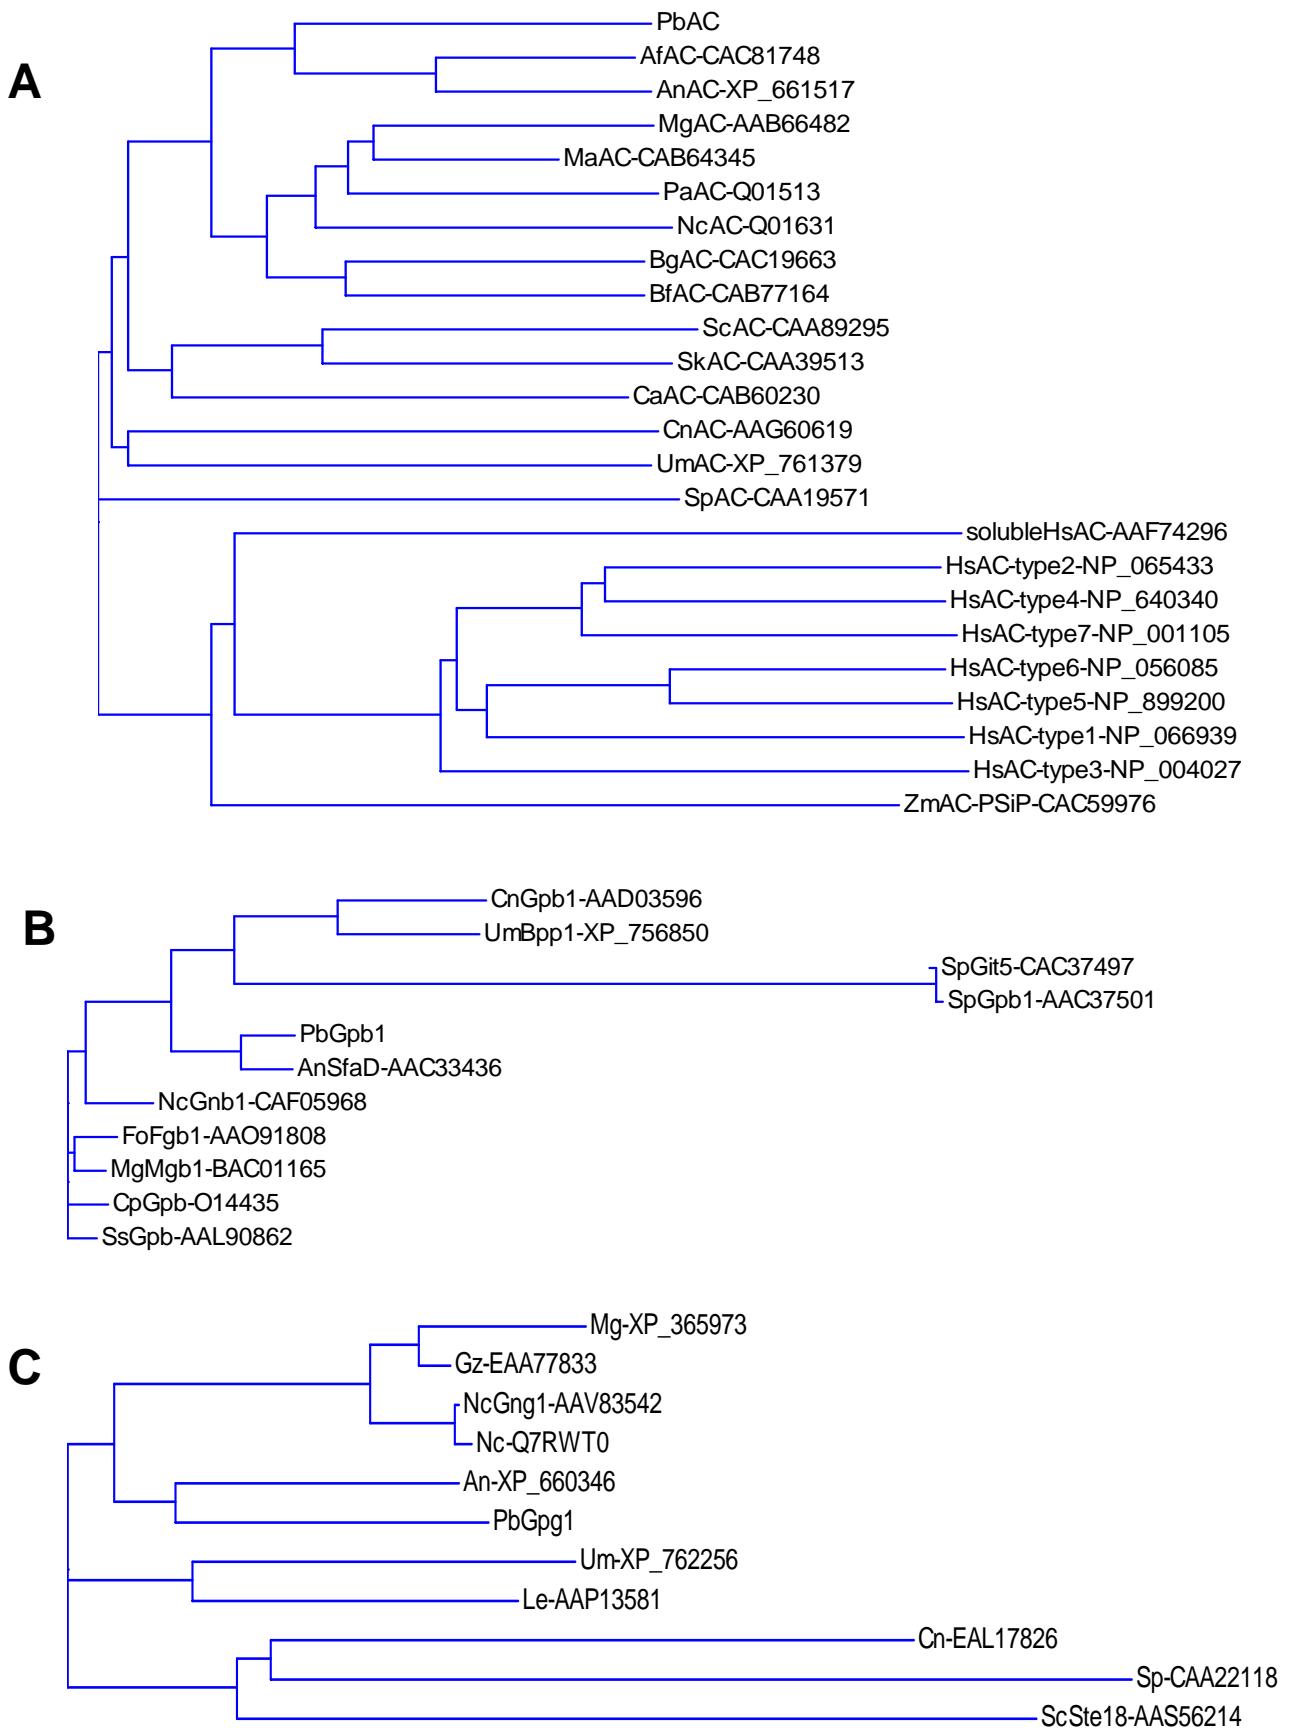 A
PbAC
AfAC-CAC81748
AnAC-XP_661517
MgAC-AAB66482
MaAC-CAB64345
PaAC-Q01513
NcAC-Q01631
BgAC-CAC19663
BfAC-CAB77164
ScAC-CAA89295
SkAC-CAA39513
CaAC-CAB60230
CnAC-AAG60619
UmAC-XP_761379
SpAC-CAA19571
solubleHsAC-AAF74296
HsAC-type2-NP_065433
HsAC-type4-NP_640340
HsAC-type7-NP_001105
HsAC-type6-NP_056085
HsAC-type5-NP_899200
HsAC-type1-NP_066939
HsAC-type3-NP_004027
ZmAC-PSiP-CAC59976
B
CnGpb1-AAD03596
UmBpp1-XP_756850
SpGit5-CAC37497
SpGpb1-AAC37501
PbGpb1
AnSfaD-AAC33436
NcGnb1-CAF05968
FoFgb1-AAO91808
MgMgb1-BAC01165
CpGpb-O14435
SsGpb-AAL90862
C
Mg-XP_365973
Gz-EAA77833
NcGng1-AAV83542
Nc-Q7RWT0
An-XP_660346
PbGpg1
Um-XP_762256
Le-AAP13581
Cn-EAL17826
Sp-CAA22118
ScSte18-AAS56214